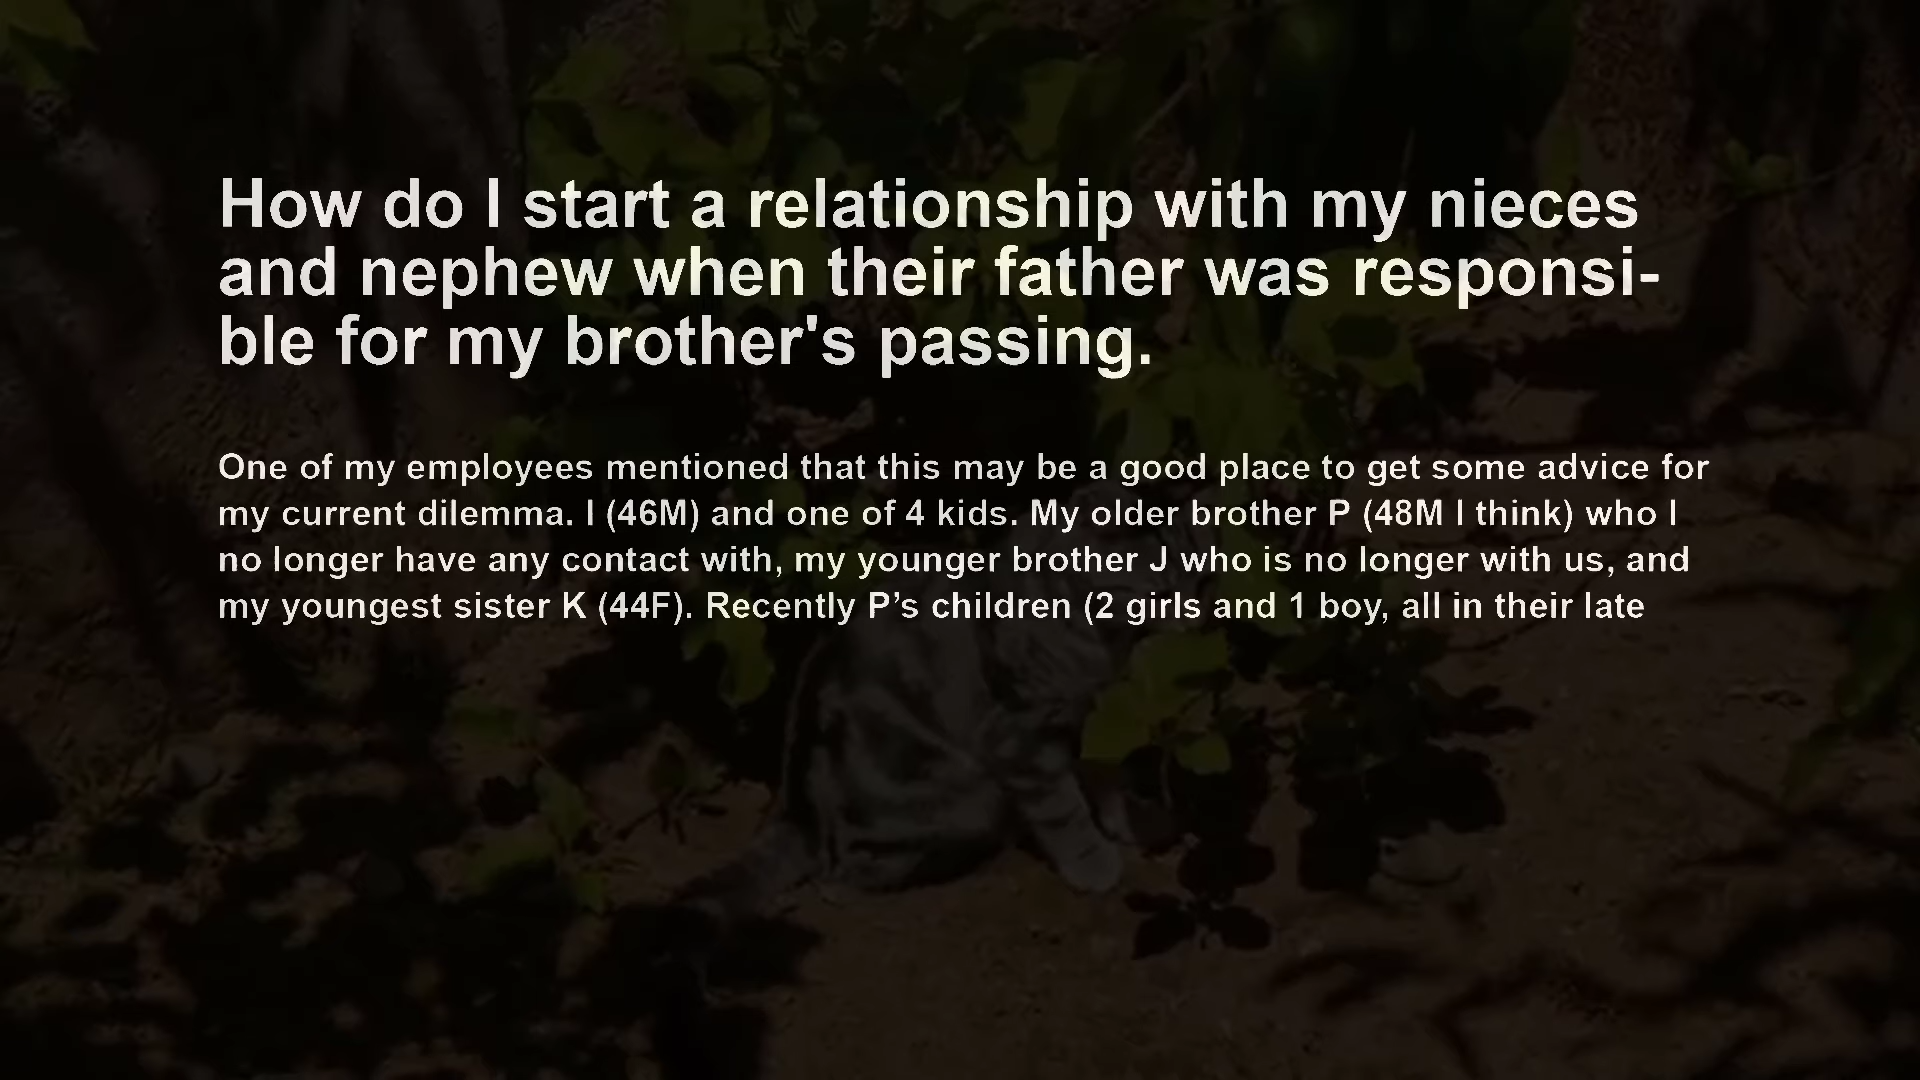 How do I start a relationship with my nieces
and nephew when their father was responsi-
ble for my brother's passing.
One of my employees mentioned that this may be a good place to get some advice for
my current dilemma. I (46M) and one of 4 kids. My older brother P (48M I think) who I
no longer have any contact with, my younger brother J who is no longer with us, and
my youngest sister K (44F). Recently P’s children (2 girls and 1 boy, all in their late